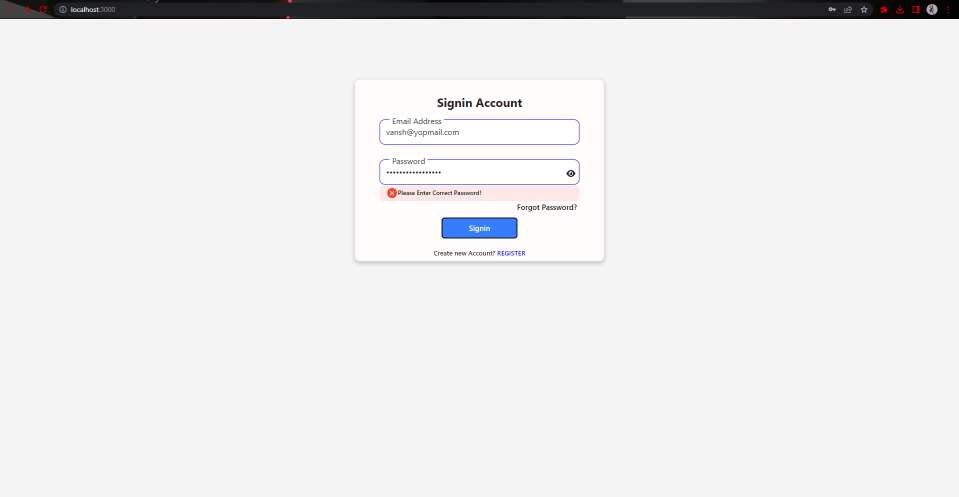 localhost:3000
Signin Account
Email Address
vansh@yopmail.com
Password
••••••••••••••••
Please Enter Correct Password!
Forgot Password?
Signin
Create new Account? REGISTER